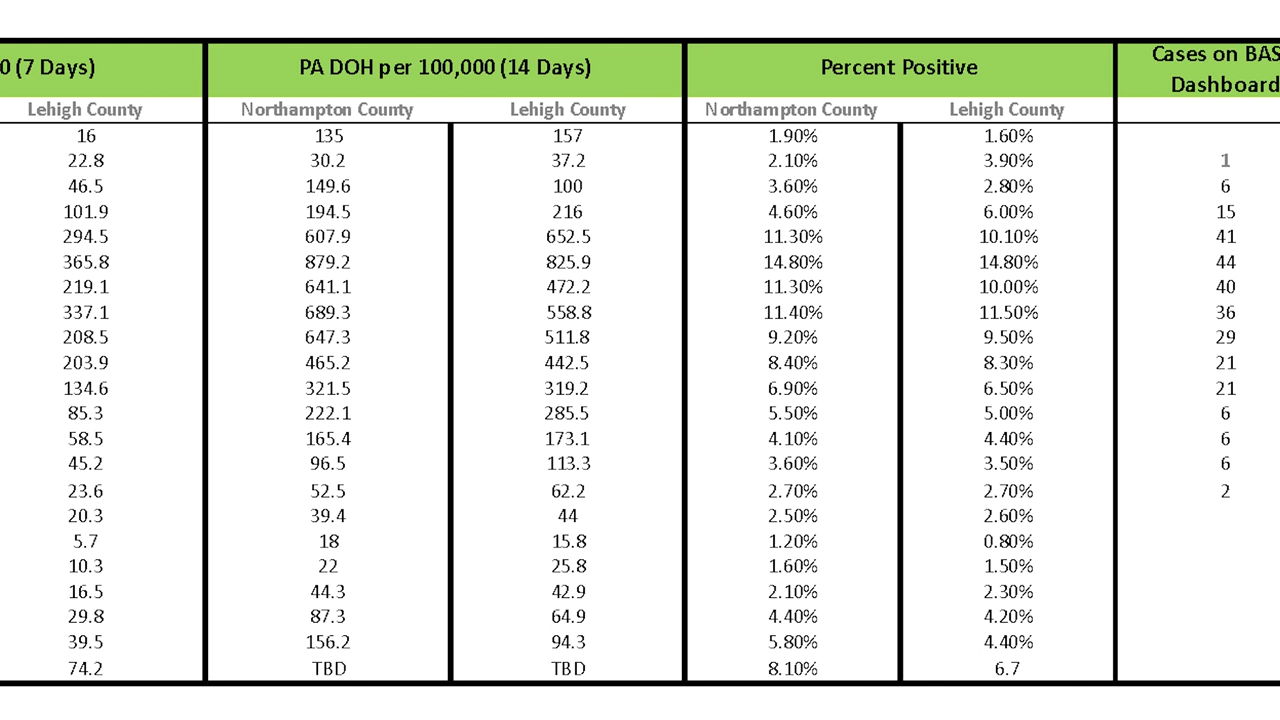 0 (7 Days) PA DOH per 100,000 (14 Days) Percent Positive Cases on BAS
Dashboard
Lehigh County Northampton County Lehigh County Northampton County Lehigh County
16 135 157 1.90% 1.60%
22.8 30.2 37.2 2.10% 3.90% 1
46.5 149.6 100 3.60% 2.80% 6
101.9 194.5 216 4.60% 6.00% 15
294.5 607.9 652.5 11.30% 10.10% 41
365.8 879.2 825.9 14.80% 14.80% 44
219.1 641.1 472.2 11.30% 10.00% 40
337.1 689.3 558.8 11.40% 11.50% 36
208.5 647.3 511.8 9.20% 9.50% 29
203.9 465.2 442.5 8.40% 8.30% 21
134.6 321.5 319.2 6.90% 6.50% 21
85.3 222.1 285.5 5.50% 5.00% 6
58.5 165.4 173.1 4.10% 4.40% 6
45.2 96.5 113.3 3.60% 3.50% 6
23.6 52.5 62.2 2.70% 2.70% 2
20.3 39.4 44 2.50% 2.60%
5.7 18 15.8 1.20% 0.80%
10.3 22 25.8 1.60% 1.50%
16.5 44.3 42.9 2.10% 2.30%
29.8 87.3 64.9 4.40% 4.20%
39.5 156.2 94.3 5.80% 4.40%
74.2 TBD TBD 8.10% 6.7